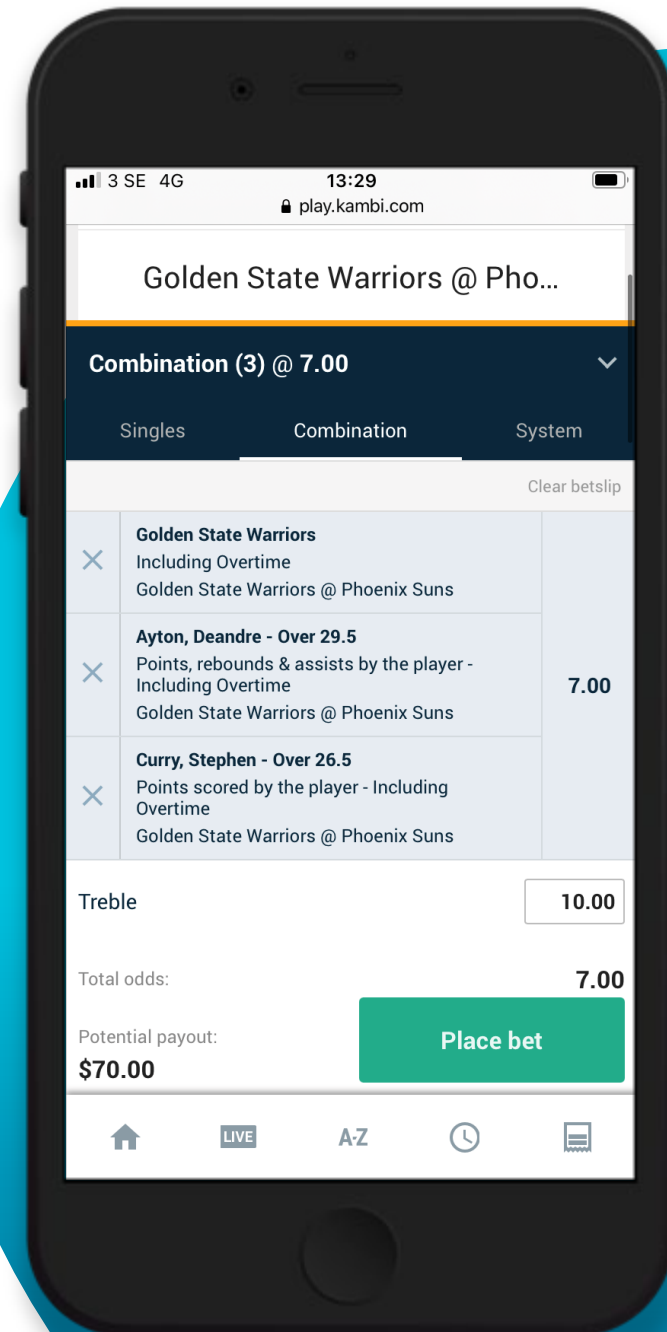 3 SE 4G 13:29
play.kambi.com
Golden State Warriors @ Pho...
Combination (3) @ 7.00
Singles Combination System
Clear betslip
Golden State Warriors
Including Overtime
Golden State Warriors @ Phoenix Suns
Ayton, Deandre - Over 29.5
Points, rebounds & assists by the player -
Including Overtime
Golden State Warriors @ Phoenix Suns
7.00
Curry, Stephen - Over 26.5
Points scored by the player - Including
Overtime
Golden State Warriors @ Phoenix Suns
Treble 10.00
Total odds: 7.00
Potential payout:
$70.00
Place bet
LIVE A-Z